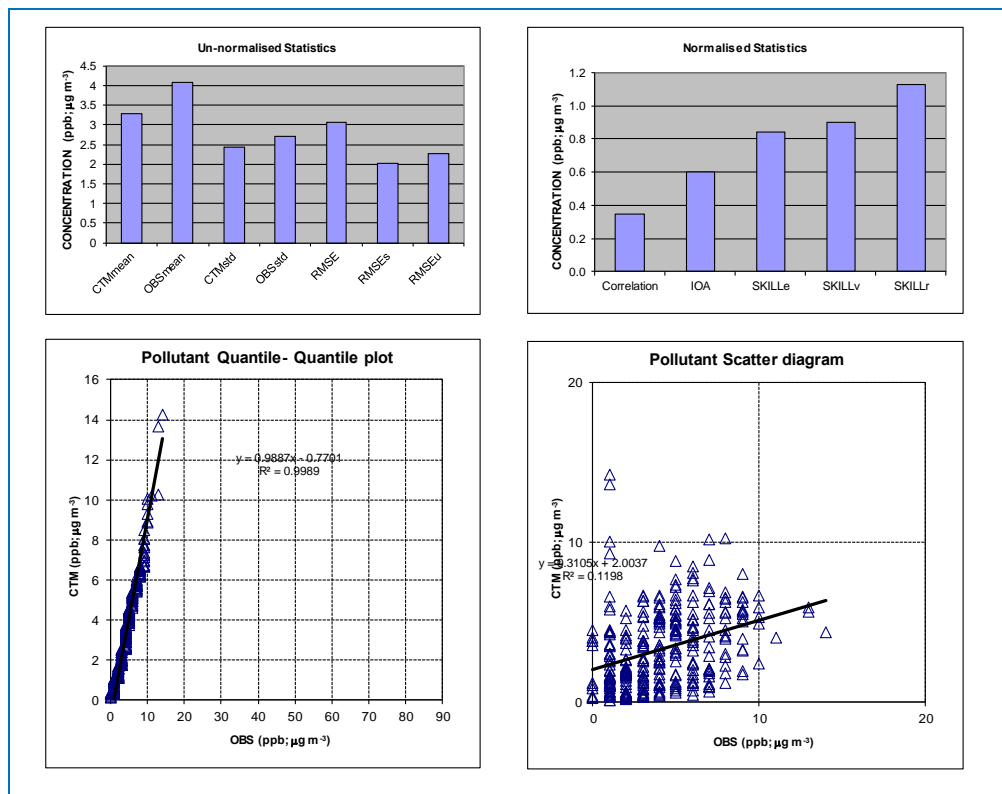 Un-normalised Statistics
CONCENTRATION (ppb; µg m-3)
4.5
4
3.5
3
2.5
2
1.5
1
0.5
0
CTMmean
OBSmean
CTMstd
OBSstd
RMSE
RMSEs
RMSEu
Normalised Statistics
CONCENTRATION (ppb; µg m-3)
1.2
1.0
0.8
0.6
0.4
0.2
0.0
Correlation IOA SKILLe SKILLv SKILLr
Pollutant Quantile- Quantile plot
CTM (ppb; µg m-3)
16
14
12
10
8
6
4
2
0
y = 0.9887x - 0.7701
R² = 0.9989
0 10 20 30 40 50 60 70 80 90
OBS (ppb; µg m-3)
Pollutant Scatter diagram
CTM (ppb; µg m-3)
20
10
0
y = 0.3105x + 2.0037
R² = 0.1198
0 10 20
OBS (ppb; µg m-3)